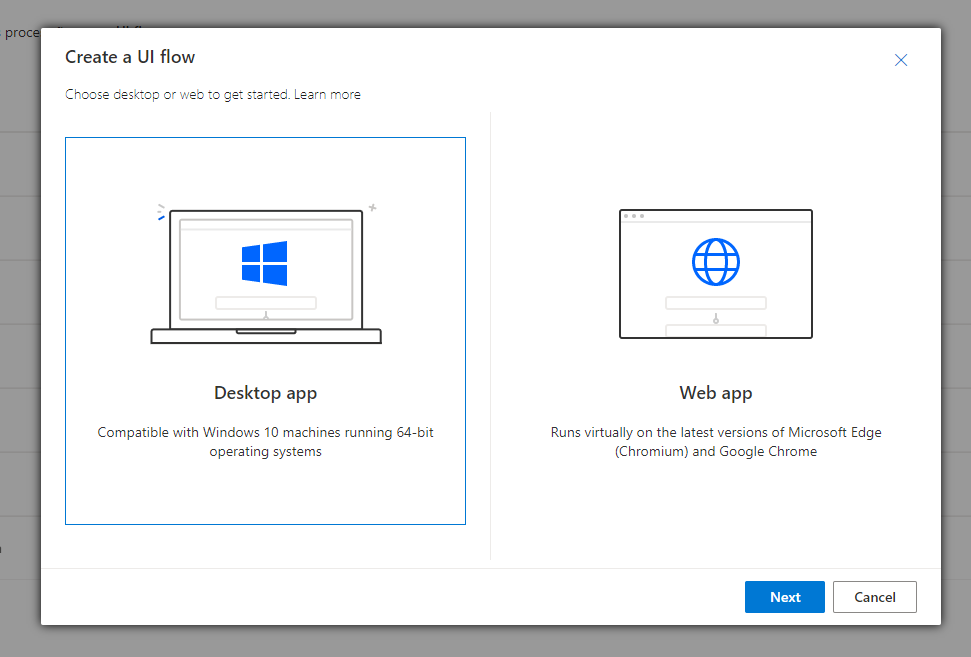 proce
Create a UI flow
Choose desktop or web to get started. Learn more
Desktop app
Compatible with Windows 10 machines running 64-bit
operating systems
Web app
Runs virtually on the latest versions of Microsoft Edge
(Chromium) and Google Chrome
Next
Cancel